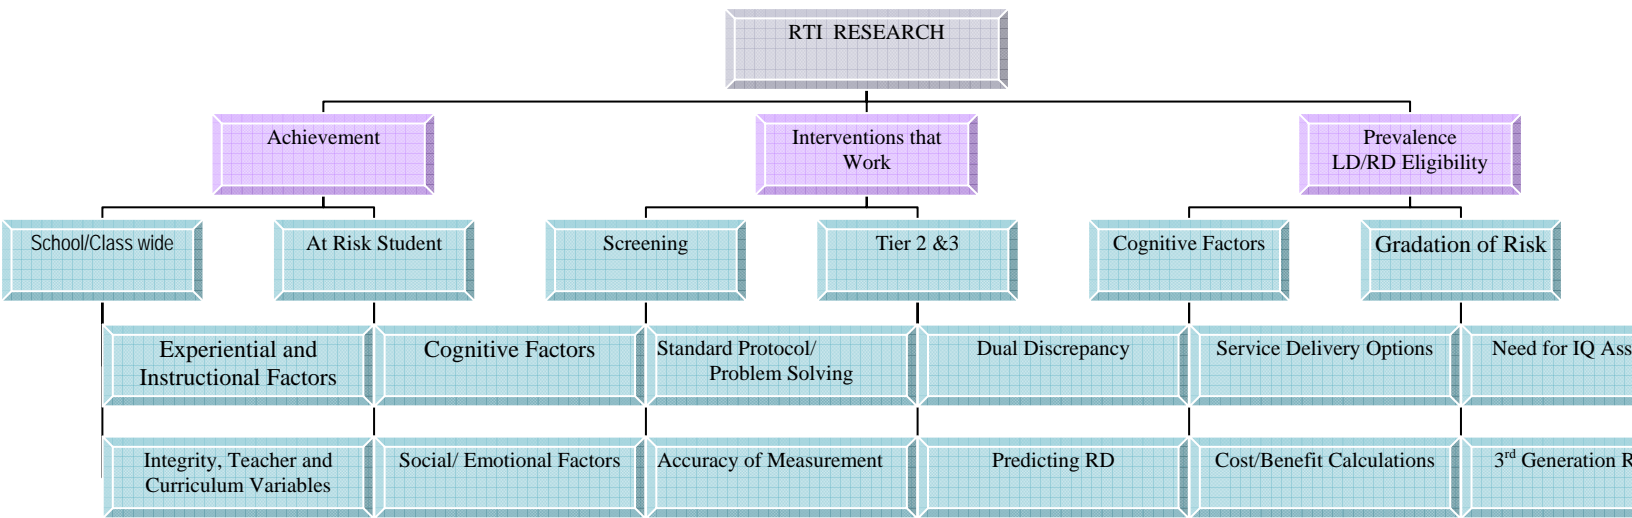 RTI RESEARCH
Achievement
Interventions that
Work
Prevalence
LD/RD Eligibility
School/Class wide
At Risk Student
Screening
Tier 2 &3
Cognitive Factors
Gradation of Risk
Experiential and
Instructional Factors
Cognitive Factors
Standard Protocol/
Problem Solving
Dual Discrepancy
Service Delivery Options
Need for IQ
Integrity, Teacher and
Curriculum Variables
Social/ Emotional Factors
Accuracy of Measurement
Predicting RD
Cost/Benefit Calculations
3rd Generation